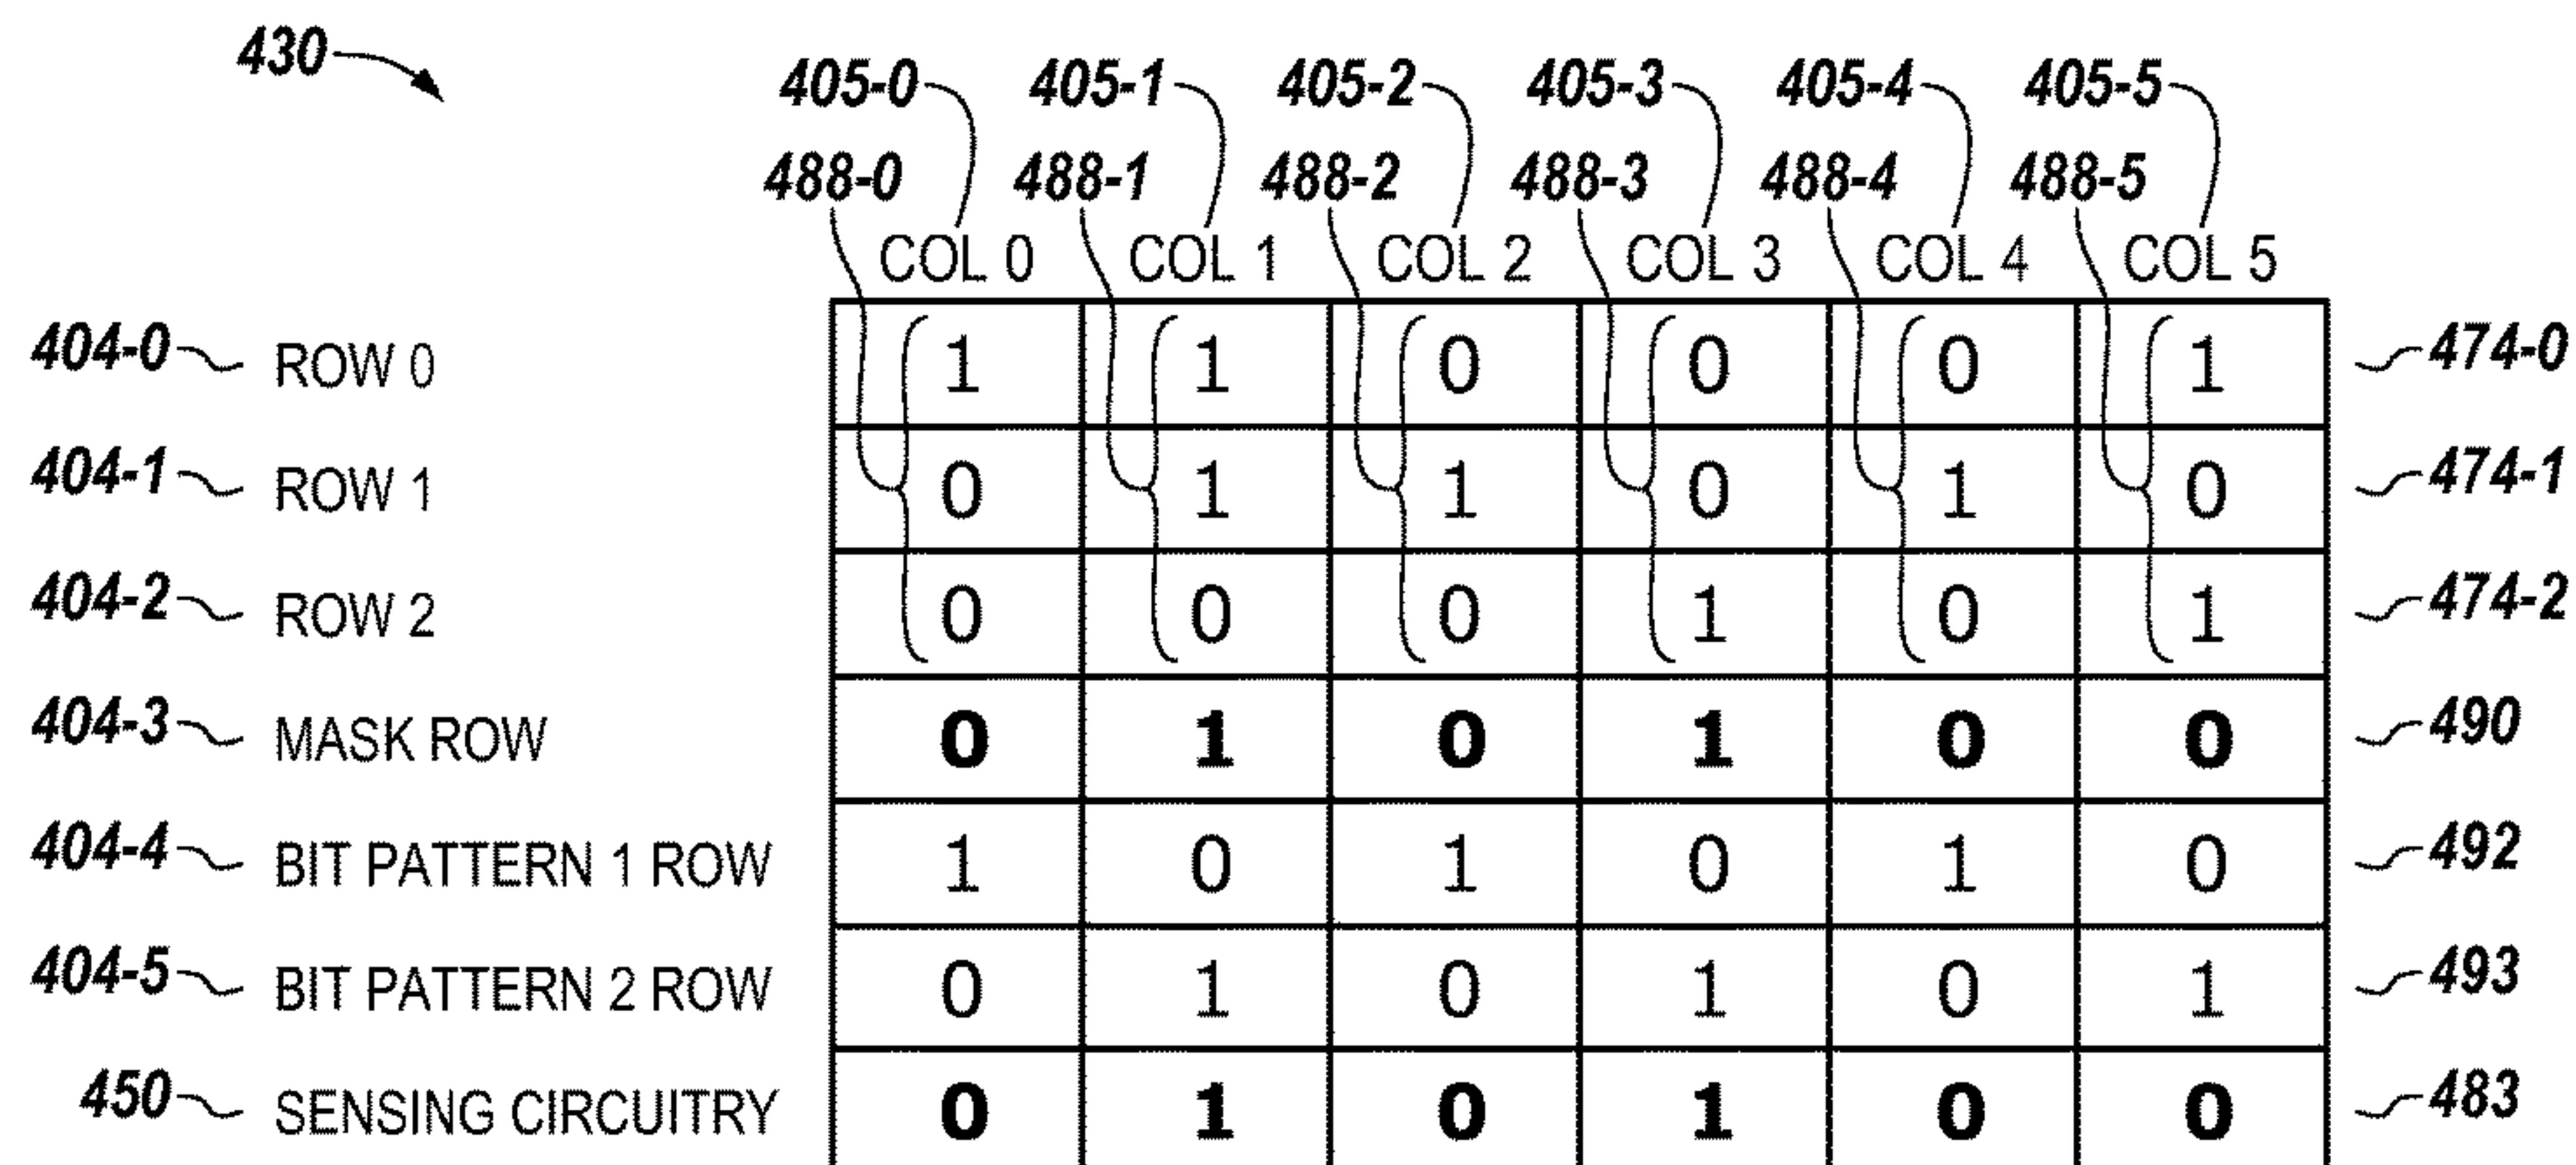 430
405-0 405-1 405-2 405-3 405-4 405-5
488-0 488-1 488-2 488-3 488-4 488-5
COL 0 COL 1 COL 2 COL 3 COL 4 COL 5
404-0 ROW 0 1 1 0 0 0 1 474-0
404-1 ROW 1 0 1 1 0 1 0 474-1
404-2 ROW 2 0 0 0 1 0 1 474-2
404-3 MASK ROW 0 1 0 1 0 0 490
404-4 BIT PATTERN 1 ROW 1 0 1 0 1 0 492
404-5 BIT PATTERN 2 ROW 0 1 0 1 0 1 493
450 SENSING CIRCUITRY 0 1 0 1 0 0 483